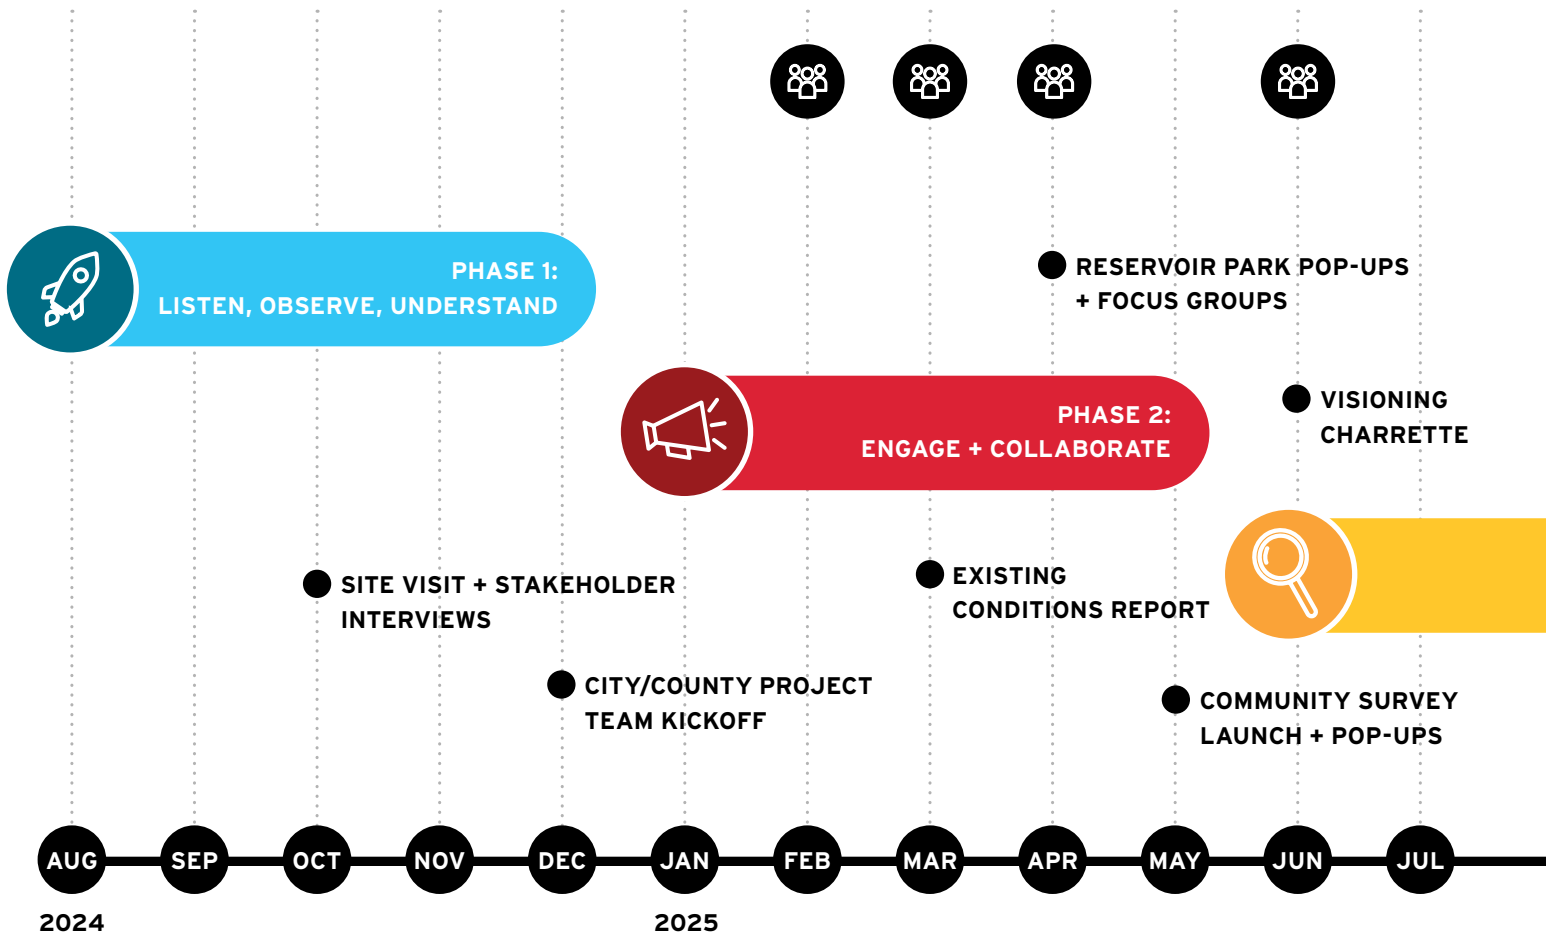 PHASE 1:
LISTEN, OBSERVE, UNDERSTAND
RESERVOIR PARK POP-UPS
+ FOCUS GROUPS
PHASE 2:
ENGAGE + COLLABORATE
VISIONING
CHARRETTE
SITE VISIT + STAKEHOLDER
INTERVIEWS
EXISTING
CONDITIONS REPORT
CITY/COUNTY PROJECT
TEAM KICKOFF
COMMUNITY SURVEY
LAUNCH + POP-UPS
AUG SEP OCT NOV DEC JAN FEB MAR APR MAY JUN JUL
2024 2025